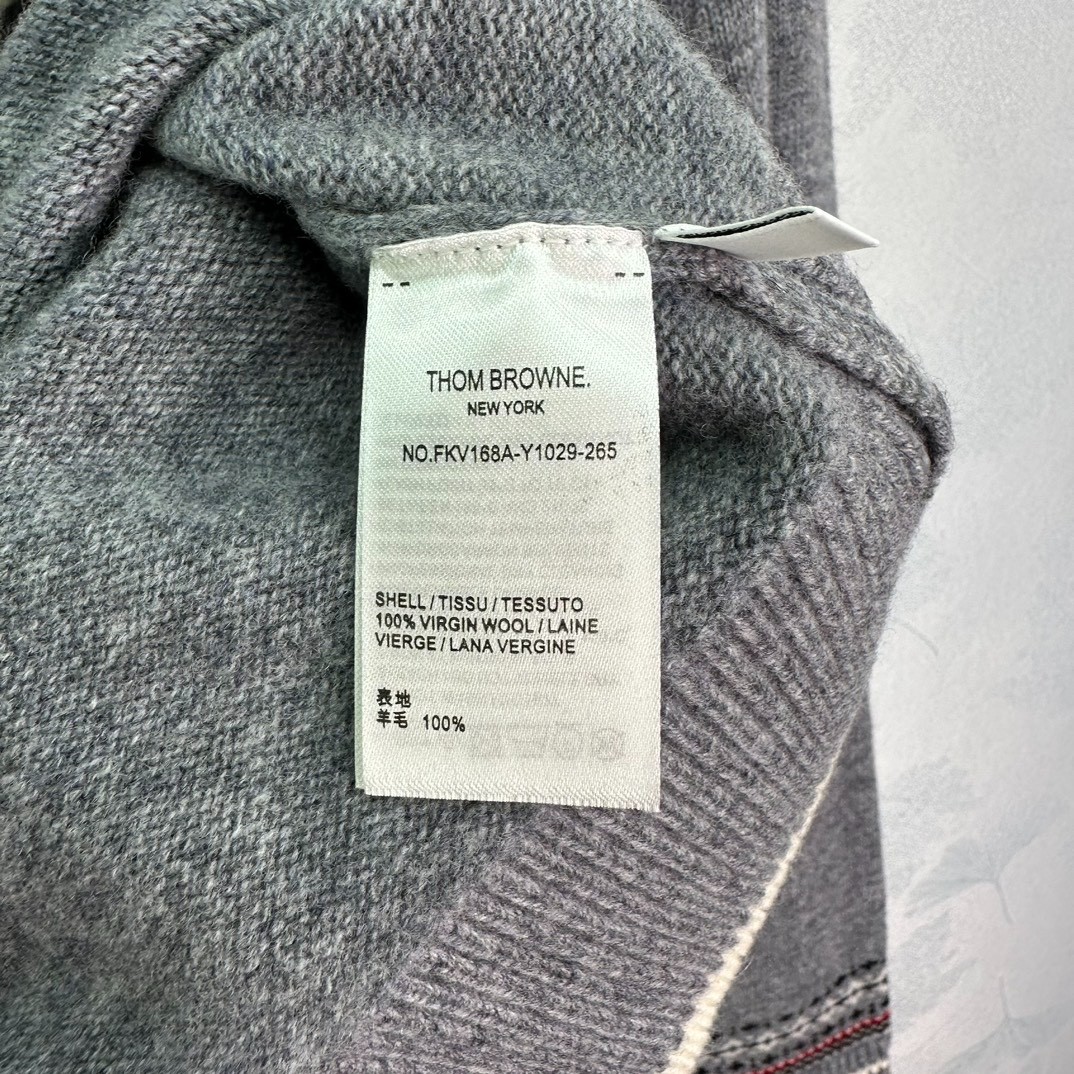 THOM BROWNE.
NEW YORK
NO.FKV168A-Y1029-265
SHELL / TISSU / TESSUTO
100% VIRGIN WOOL / LAINE
VIERGE / LANA VERGINE
表地
羊毛 100%